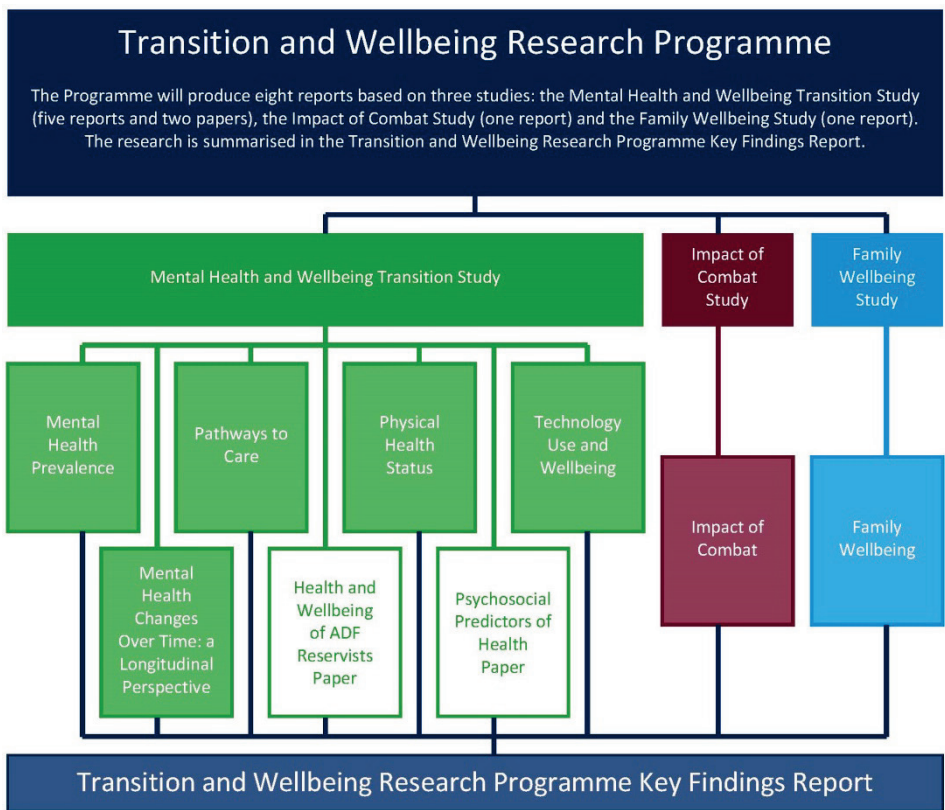 Transition and Wellbeing Research Programme
The Programme will produce eight reports based on three studies: the Mental Health and Wellbeing Transition Study
(five reports and two papers), the Impact of Combat Study (one report) and the Family Wellbeing Study (one report).
The research is summarised in the Transition and Wellbeing Research Programme Key Findings Report.
Mental Health and Wellbeing Transition Study
Impact of
Combat
Study
Family
Wellbeing
Study
Mental
Health
Prevalence
Pathways to
Care
Physical
Health
Status
Technology
Use and
Wellbeing
Impact of
Combat
Family
Wellbeing
Mental
Health
Changes
Over Time: a
Longitudinal
Perspective
Health and
Wellbeing
of ADF
Reservists
Paper
Psychosocial
Predictors of
Health
Paper
Transition and Wellbeing Research Programme Key Findings Report